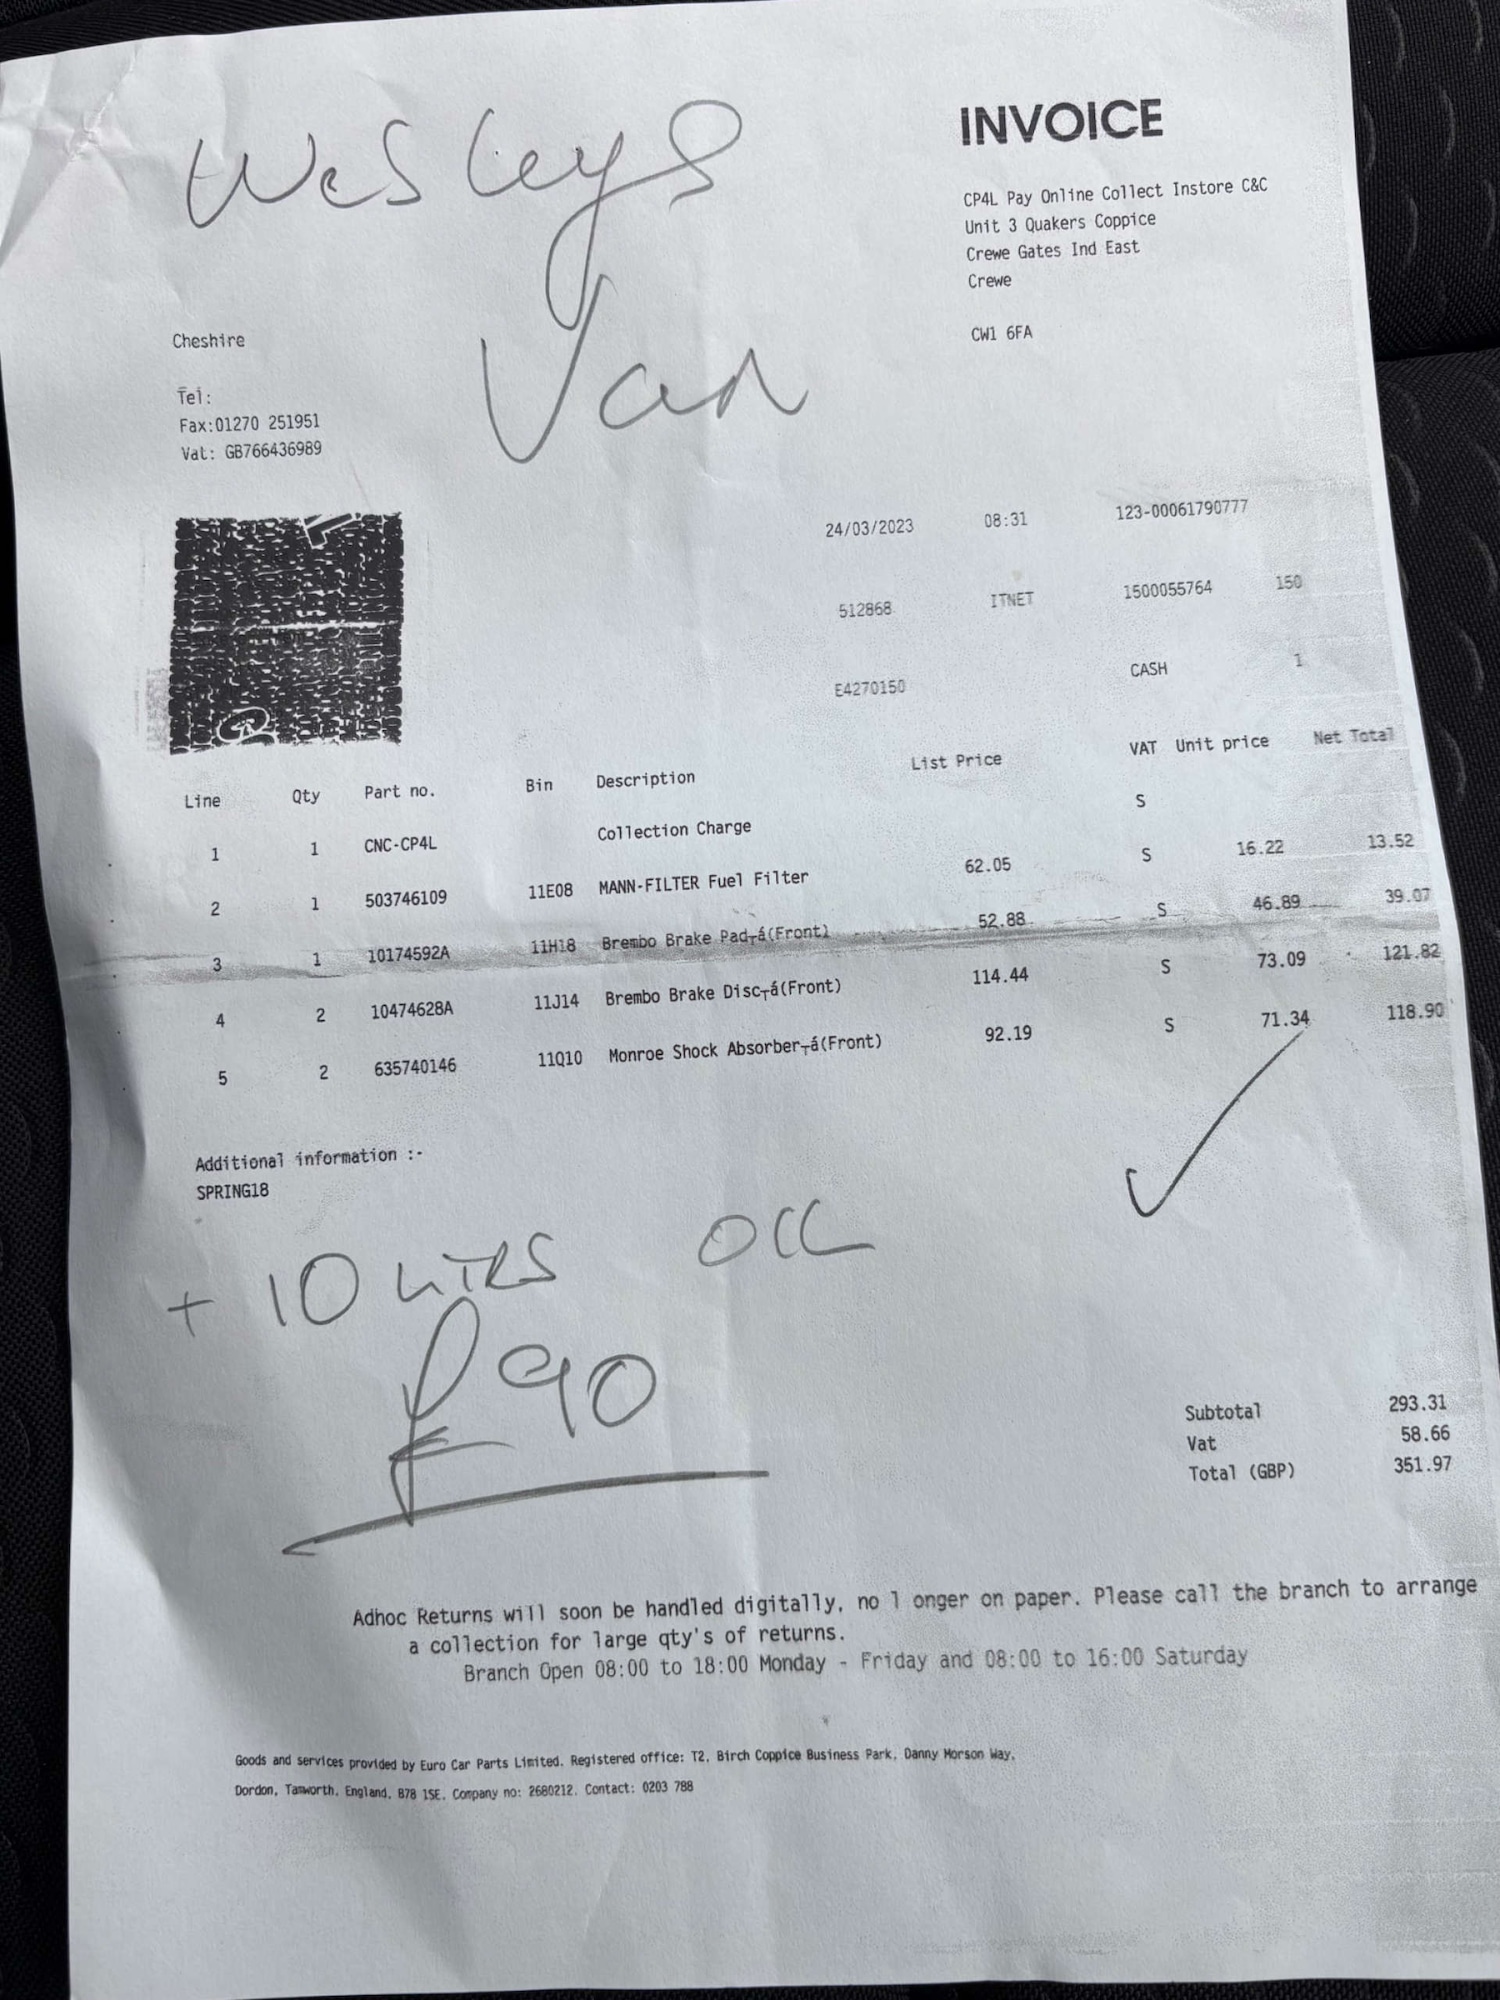 Wesleys
Van
INVOICE
CP4L Pay Online Collect Instore C&C
Unit 3 Quakers Coppice
Crewe Gates Ind East
Crewe
CW1 6FA
Cheshire
Tel:
Fax:01270 251951
Vat: GB766436989
24/03/2023 08:31 123-00061790777
512868 ITNET 1500055764 150
E4270150 CASH 1
Line Qty Part no. Bin Description List Price VAT Unit price Net Total
1 1 CNC-CP4L Collection Charge S
2 1 503746109 11E08 MANN-FILTER Fuel Filter 62.05 S 16.22 13.52
3 1 10174592A 11H18 Brembo Brake Pad┬á(Front) 52.88 S 46.89 39.07
4 2 10474628A 11J14 Brembo Brake Disc┬á(Front) 114.44 S 73.09 121.82
5 2 635740146 11Q10 Monroe Shock Absorber┬á(Front) 92.19 S 71.34 118.90
Additional information :-
SPRING18
+ 10 LITRS OIL
£90
Subtotal 293.31
Vat 58.66
Total (GBP) 351.97
Adhoc Returns will soon be handled digitally, no l onger on paper. Please call the branch to arrange
a collection for large qty's of returns.
Branch Open 08:00 to 18:00 Monday - Friday and 08:00 to 16:00 Saturday
Goods and services provided by Euro Car Parts Limited. Registered office: T2, Birch Coppice Business Park, Danny Morson Way,
Dordon, Tamworth, England, B78 1SE. Company no: 2680212. Contact: 0203 788